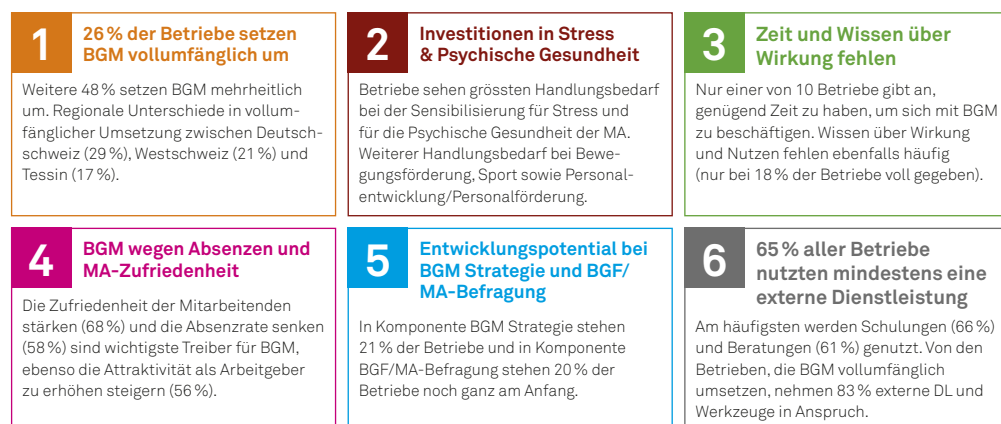 1
26 % der Betriebe setzen
BGM vollumfänglich um
Weitere 48 % setzen BGM mehrheitlich
um. Regionale Unterschiede in vollum-
fänglicher Umsetzung zwischen Deutsch-
schweiz (29 %), Westschweiz (21 %) und
Tessin (17 %).
2
Investitionen in Stress
& Psychische Gesundheit
Betriebe sehen grössten Handlungsbedarf
bei der Sensibilisierung für Stress und
für die Psychische Gesundheit der MA.
Weiterer Handlungsbedarf bei Bewe-
gungsförderung, Sport sowie Personal-
entwicklung/Personalförderung.
3
Zeit und Wissen über
Wirkung fehlen
Nur einer von 10 Betriebe gibt an,
genügend Zeit zu haben, um sich mit BGM
zu beschäftigen. Wissen über Wirkung
und Nutzen fehlen ebenfalls häufig
(nur bei 18 % der Betriebe voll gegeben).
4
BGM wegen Absenzen und
MA-Zufriedenheit
Die Zufriedenheit der Mitarbeitenden
stärken (68 %) und die Absenzrate senken
(58 %) sind wichtigste Treiber für BGM,
ebenso die Attraktivität als Arbeitgeber
zu erhöhen steigern (56 %).
5
Entwicklungspotential bei
BGM Strategie und BGF/
MA-Befragung
In Komponente BGM Strategie stehen
21 % der Betriebe und in Komponente
BGF/MA-Befragung stehen 20 % der
Betriebe noch ganz am Anfang.
6
65 % aller Betriebe
nutzten mindestens eine
externe Dienstleistung
Am häufigsten werden Schulungen (66 %)
und Beratungen (61 %) genutzt. Von den
Betrieben, die BGM vollumfänglich
umsetzen, nehmen 83 % externe DL und
Werkzeuge in Anspruch.